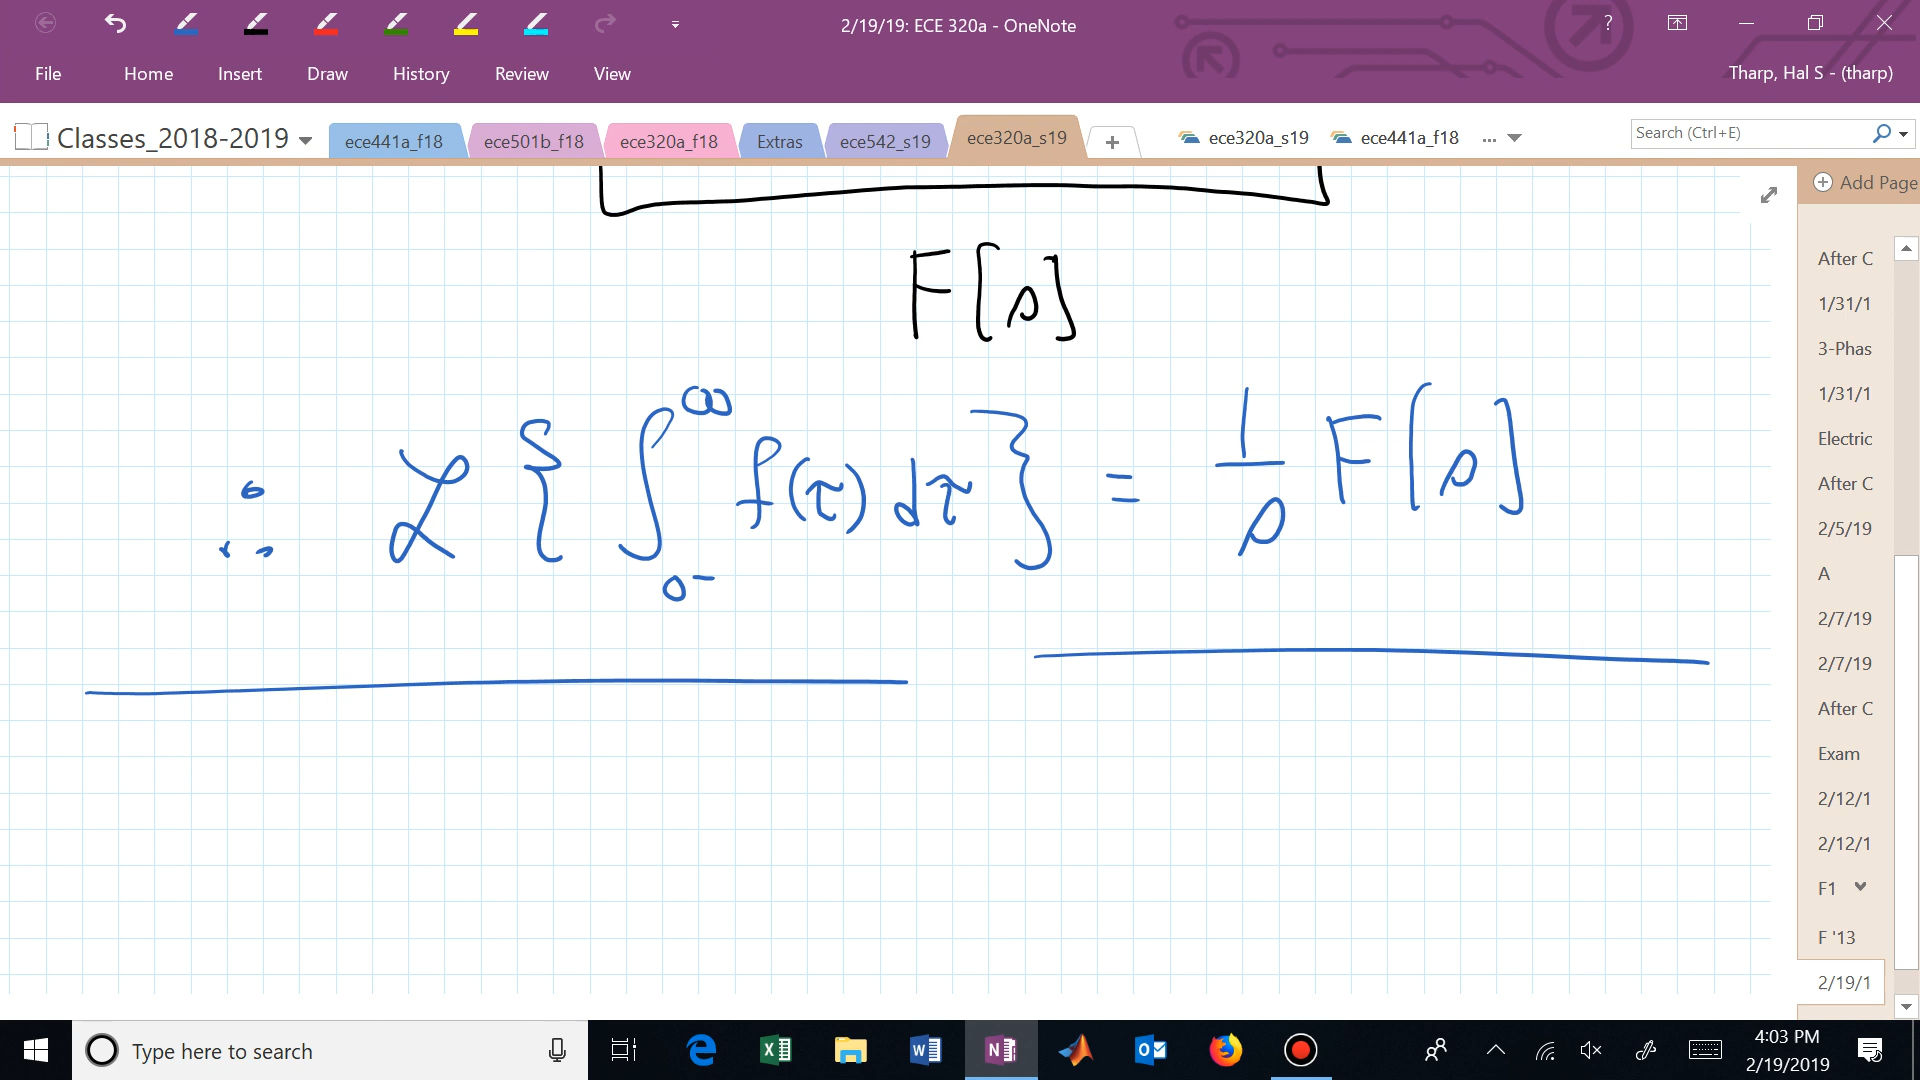 2/19/19: ECE 320a - OneNote
?
File Home Insert Draw History Review View
Tharp, Hal S - (tharp)
Classes_2018-2019
ece441a_f18 ece501b_f18 ece320a_f18 Extras ece542_s19 ece320a_s19 +
ece320a_s19 ece441a_f18 ...
Search (Ctrl+E)
Add Page
F[s]
∴ ℒ { ∫_{0⁻}^{∞} f(τ) dτ } = 1/s F[s]
After C
1/31/1
3-Phas
1/31/1
Electric
After C
2/5/19
A
2/7/19
2/7/19
After C
Exam
2/12/1
2/12/1
F1
F '13
2/19/1
Type here to search
4:03 PM
2/19/2019